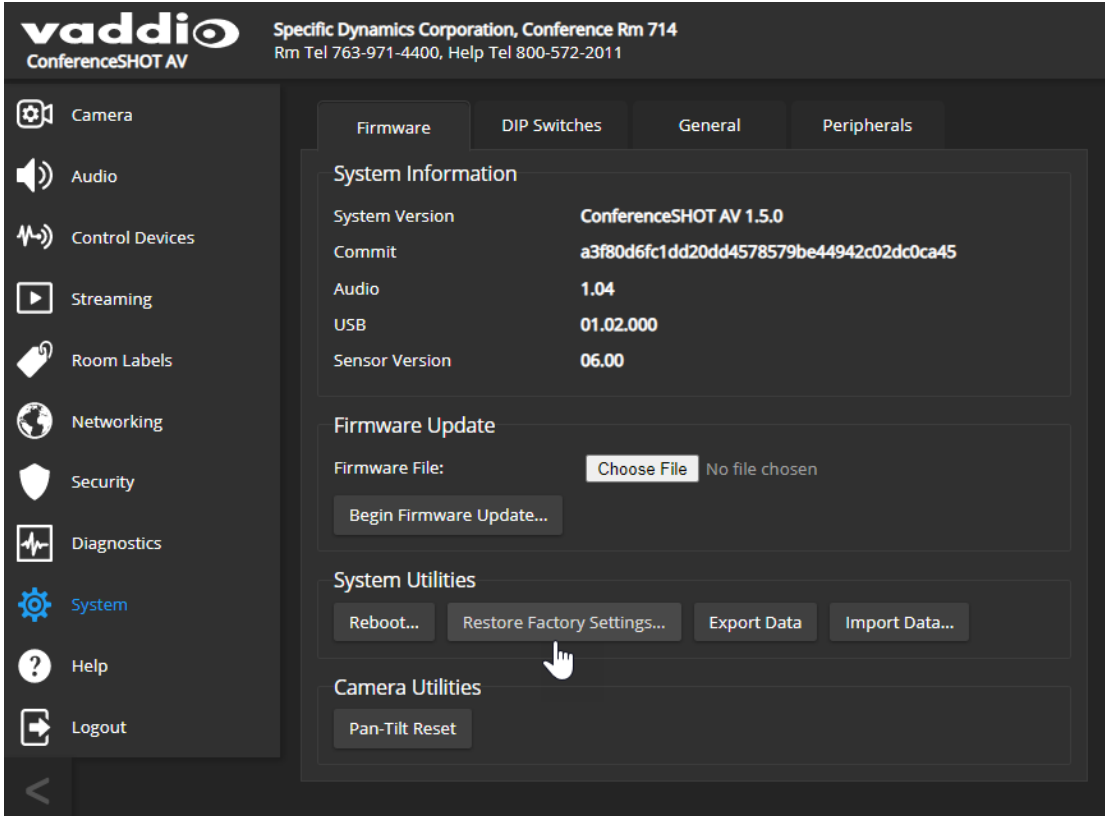 vaddio
ConferenceSHOT AV
Specific Dynamics Corporation, Conference Rm 714
Rm Tel 763-971-4400, Help Tel 800-572-2011
Camera
Audio
Control Devices
Streaming
Room Labels
Networking
Security
Diagnostics
System
Help
Logout
<
Firmware
DIP Switches
General
Peripherals
System Information
System Version ConferenceSHOT AV 1.5.0
Commit a3f80d6fc1dd20dd4578579be44942c02dc0ca45
Audio 1.04
USB 01.02.000
Sensor Version 06.00
Firmware Update
Firmware File: Choose File No file chosen
Begin Firmware Update...
System Utilities
Reboot... Restore Factory Settings... Export Data Import Data...
Camera Utilities
Pan-Tilt Reset